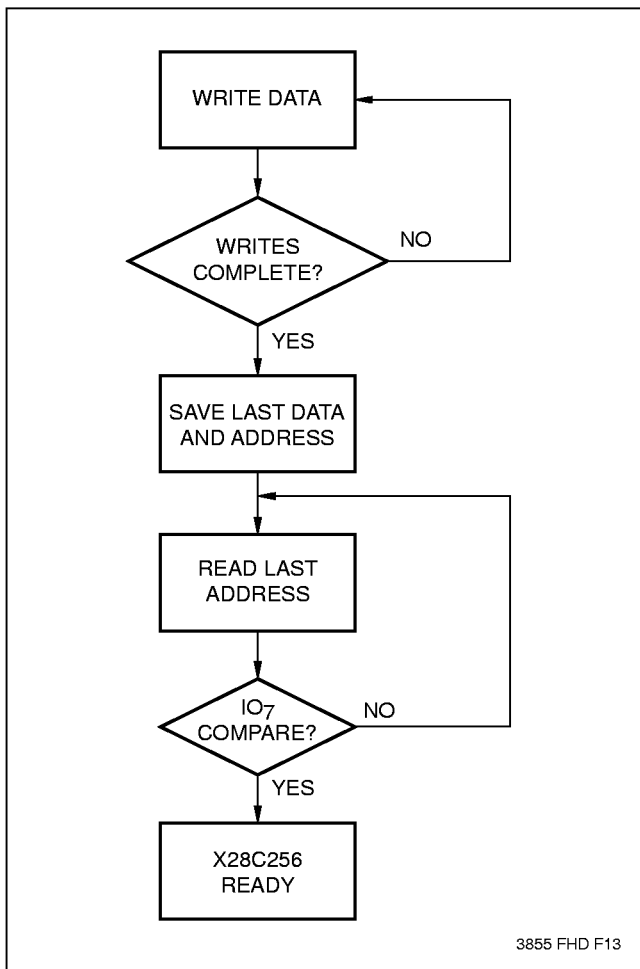 WRITE DATA
WRITES
COMPLETE?
NO
YES
SAVE LAST DATA
AND ADDRESS
READ LAST
ADDRESS
IO7
COMPARE?
NO
YES
X28C256
READY
3855 FHD F13